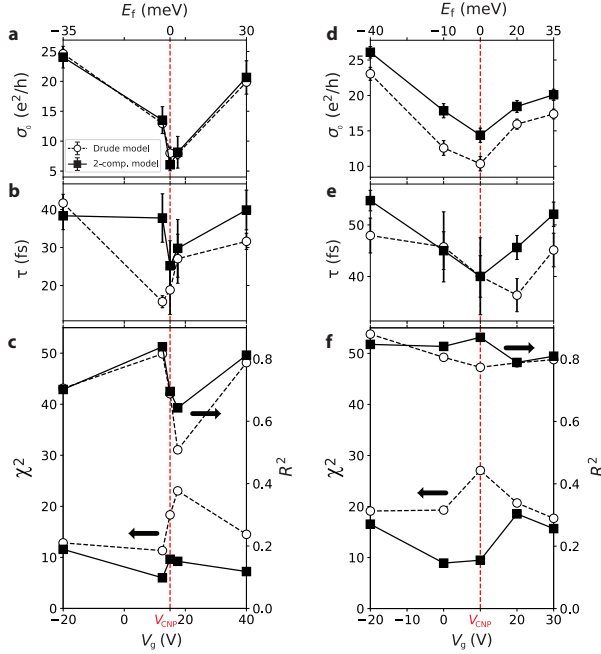 E_f (meV)
−35 0 35
a
25
20
15
10
5
σ_0 (e²/h)
Drude model
2-comp. model
b
40
30
20
τ (fs)
c
50
40
30
20
10
0
χ²
0.8
0.6
0.4
0.2
0.0
R²
−20 0 V_CNP 20 40
V_g (V)
E_f (meV)
−40 −10 0 20 35
d
25
20
15
10
σ_0 (e²/h)
e
50
40
τ (fs)
f
50
40
30
20
10
0
χ²
0.8
0.6
0.4
0.2
0.0
R²
−20 0 V_CNP 20 30
V_g (V)